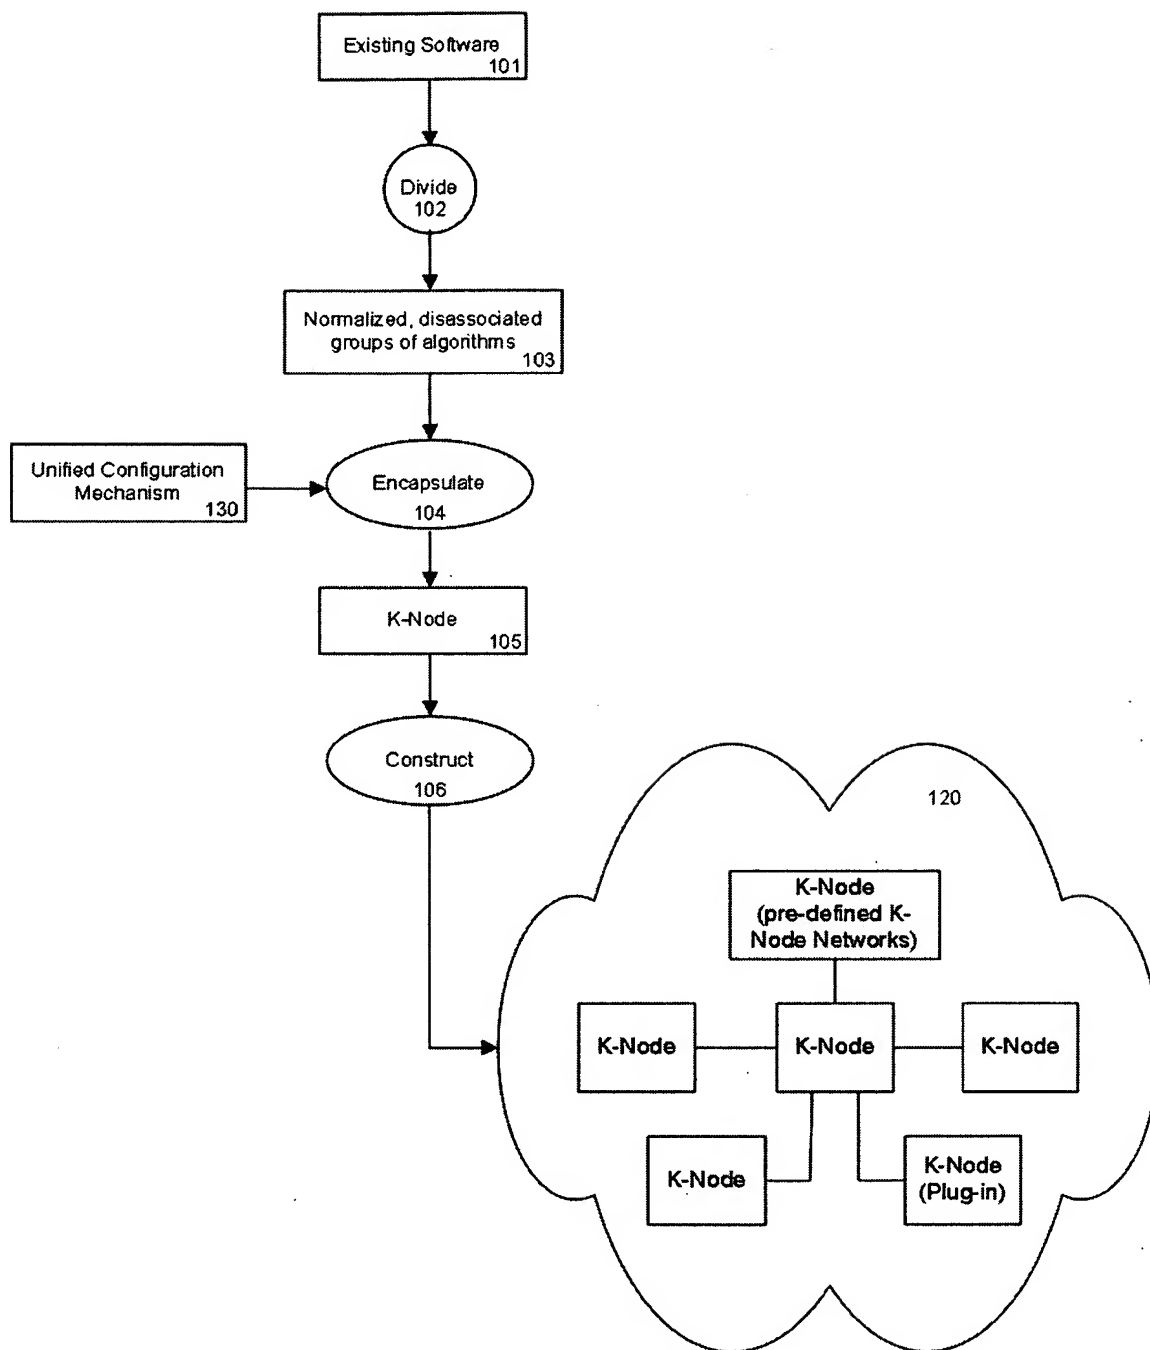 Existing Software
101
Divide
102
Normalized, disassociated
groups of algorithms
103
Unified Configuration
Mechanism
130
Encapsulate
104
K-Node
105
Construct
106
120
K-Node
(pre-defined K-
Node Networks)
K-Node
K-Node
K-Node
K-Node
K-Node
(Plug-in)